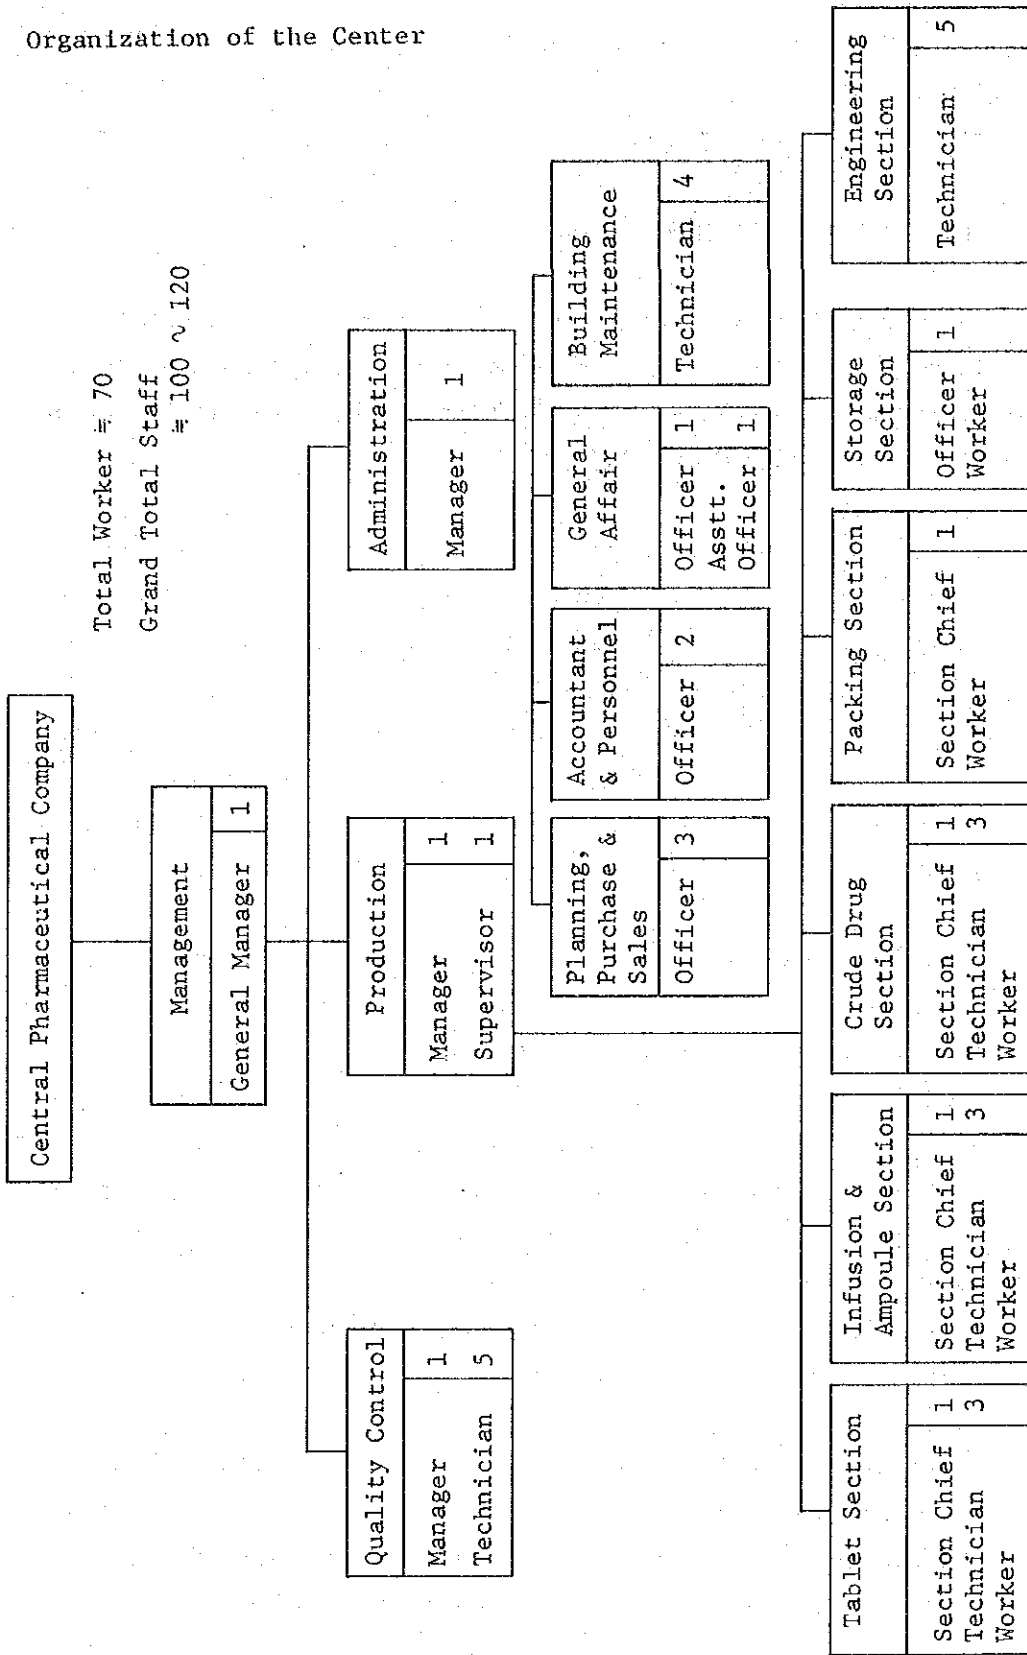 Organization of the Center
Central Pharmaceutical Company
Total Worker ≒ 70
Grand Total Staff
≒ 100 ~ 120
Management
General Manager 1
Quality Control
Manager 1
Technician 5
Production
Manager 1
Supervisor 1
Administration
Manager 1
Planning,
Purchase &
Sales
Officer 3
Accountant
& Personnel
Officer 2
General
Affair
Officer 1
Asstt.
Officer 1
Building
Maintenance
Technician 4
Tablet Section
Section Chief 1
Technician 3
Worker
Infusion &
Ampoule Section
Section Chief 1
Technician 3
Worker
Crude Drug
Section
Section Chief 1
Technician 3
Worker
Packing Section
Section Chief 1
Worker
Storage
Section
Officer 1
Worker
Engineering
Section
Technician 5